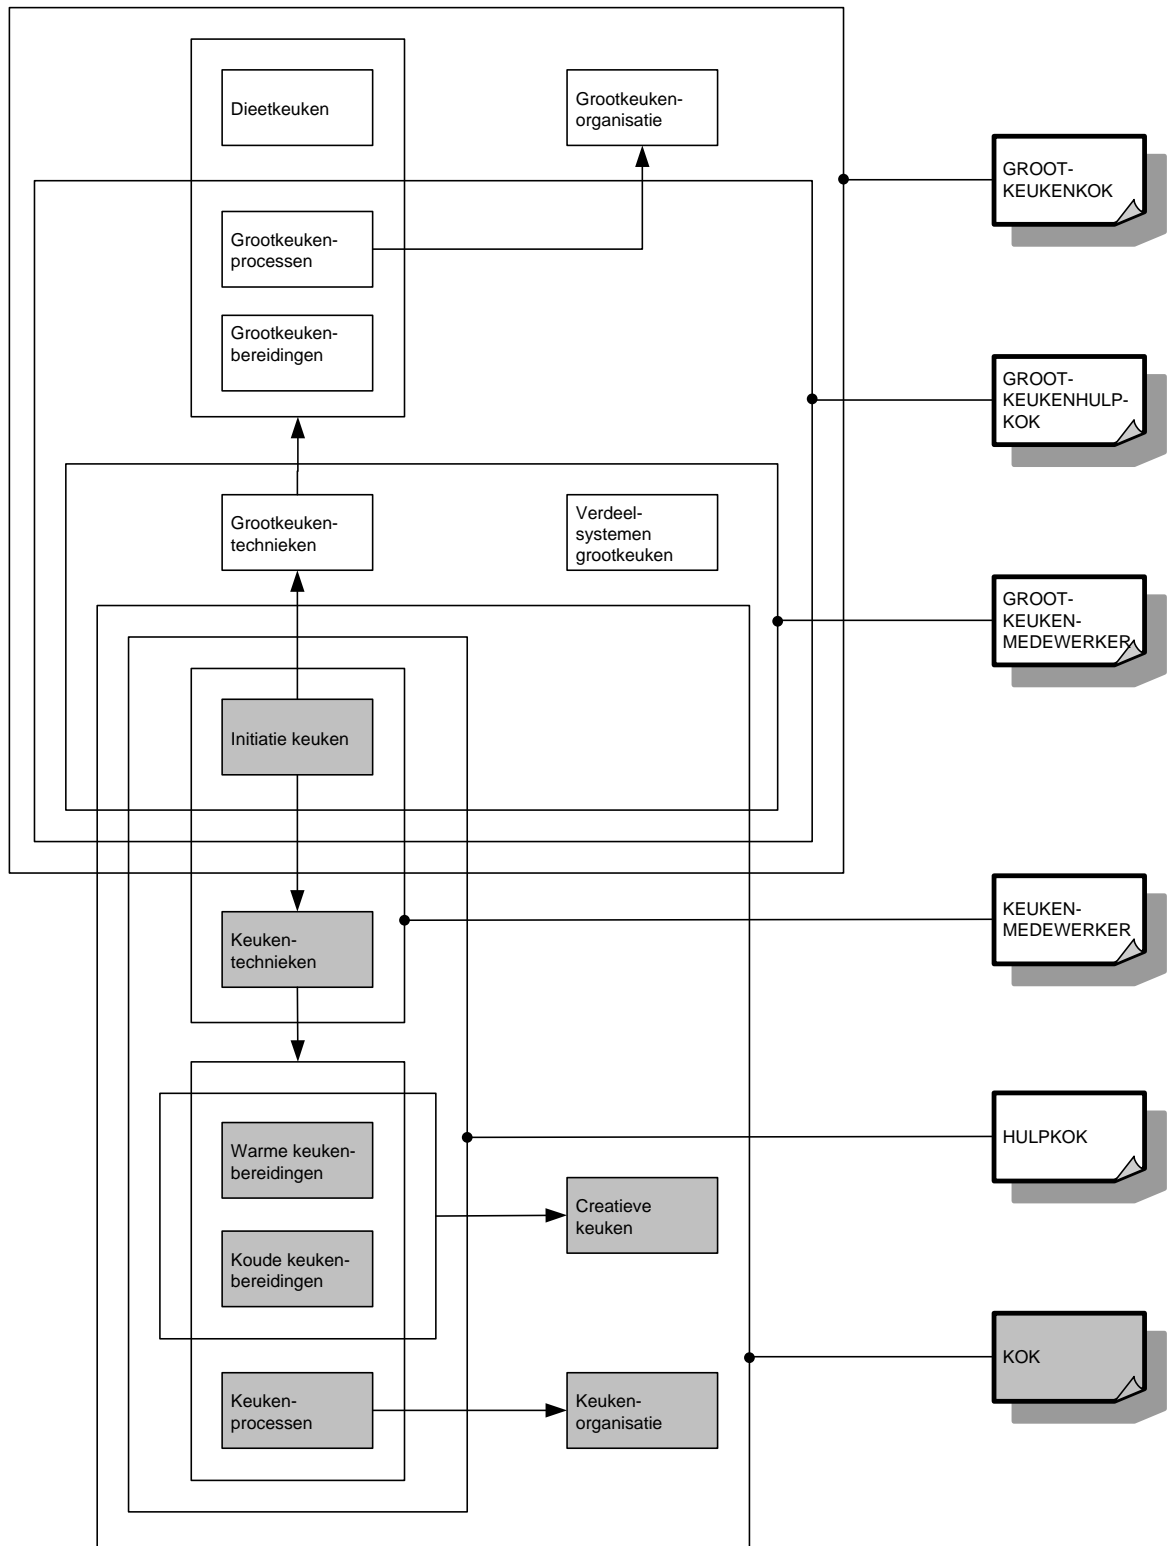 Dieetkeuken
Grootkeuken-
organisatie
GROOT-
KEUKENKOK
Grootkeuken-
processen
Grootkeuken-
bereidingen
GROOT-
KEUKENHULP-
KOK
Grootkeuken-
technieken
Verdeel-
systemen
grootkeuken
GROOT-
KEUKEN-
MEDEWERKER
Initiatie keuken
KEUKEN-
MEDEWERKER
Keuken-
technieken
Warme keuken-
bereidingen
HULPKOK
Creatieve
keuken
Koude keuken-
bereidingen
KOK
Keuken-
processen
Keuken-
organisatie